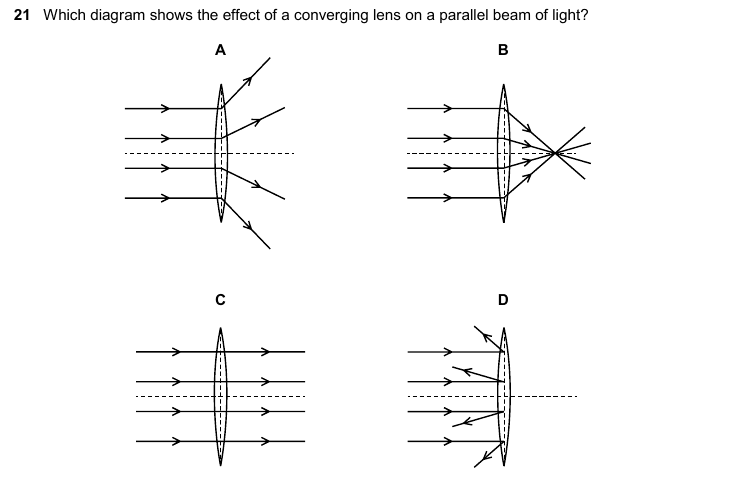 21 Which diagram shows the effect of a converging lens on a parallel beam of light?
A B
C D